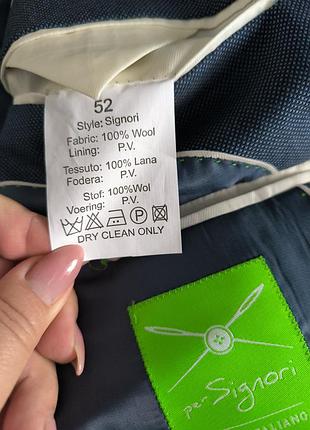 52
Style: Signori
Fabric: 100% Wool
Lining: P.V.
Tessuto: 100% Lana
Fodera: P.V.
Stof: 100%Wol
Voering: P.V.
DRY CLEAN ONLY
per Signori